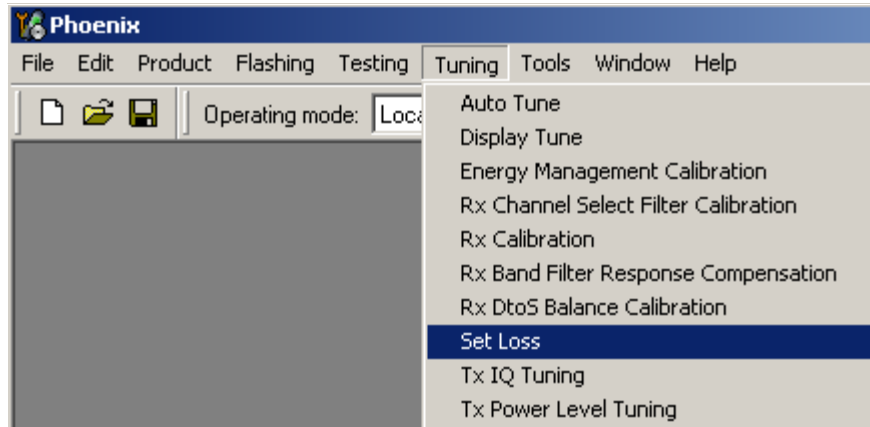 Phoenix
File Edit Product Flashing Testing Tuning Tools Window Help
Operating mode: Loca
Auto Tune
Display Tune
Energy Management Calibration
Rx Channel Select Filter Calibration
Rx Calibration
Rx Band Filter Response Compensation
Rx DtoS Balance Calibration
Set Loss
Tx IQ Tuning
Tx Power Level Tuning